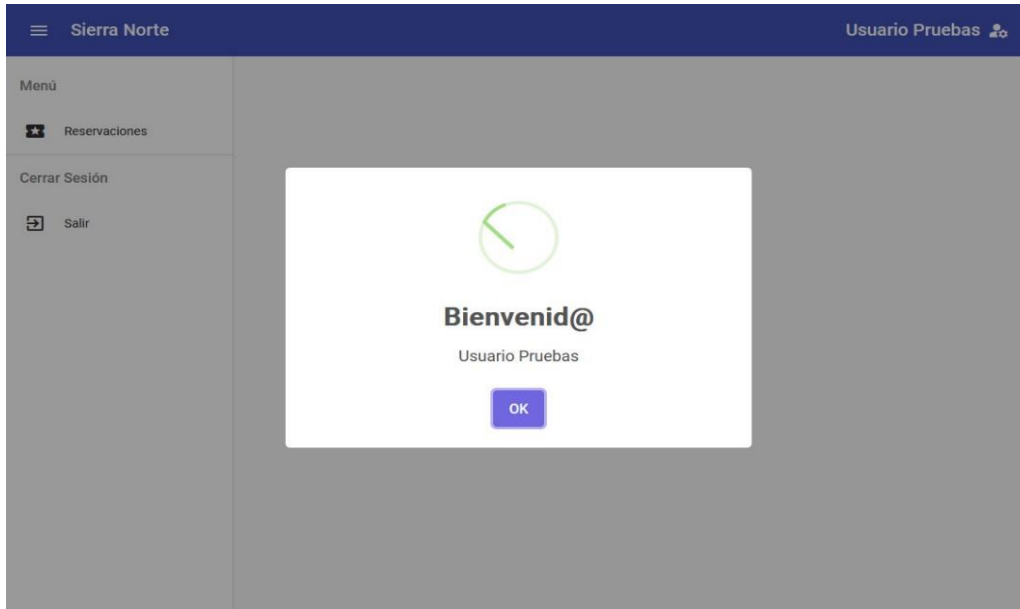 Sierra Norte
Usuario Pruebas
Menú
Reservaciones
Cerrar Sesión
Salir
Bienvenid@
Usuario Pruebas
OK